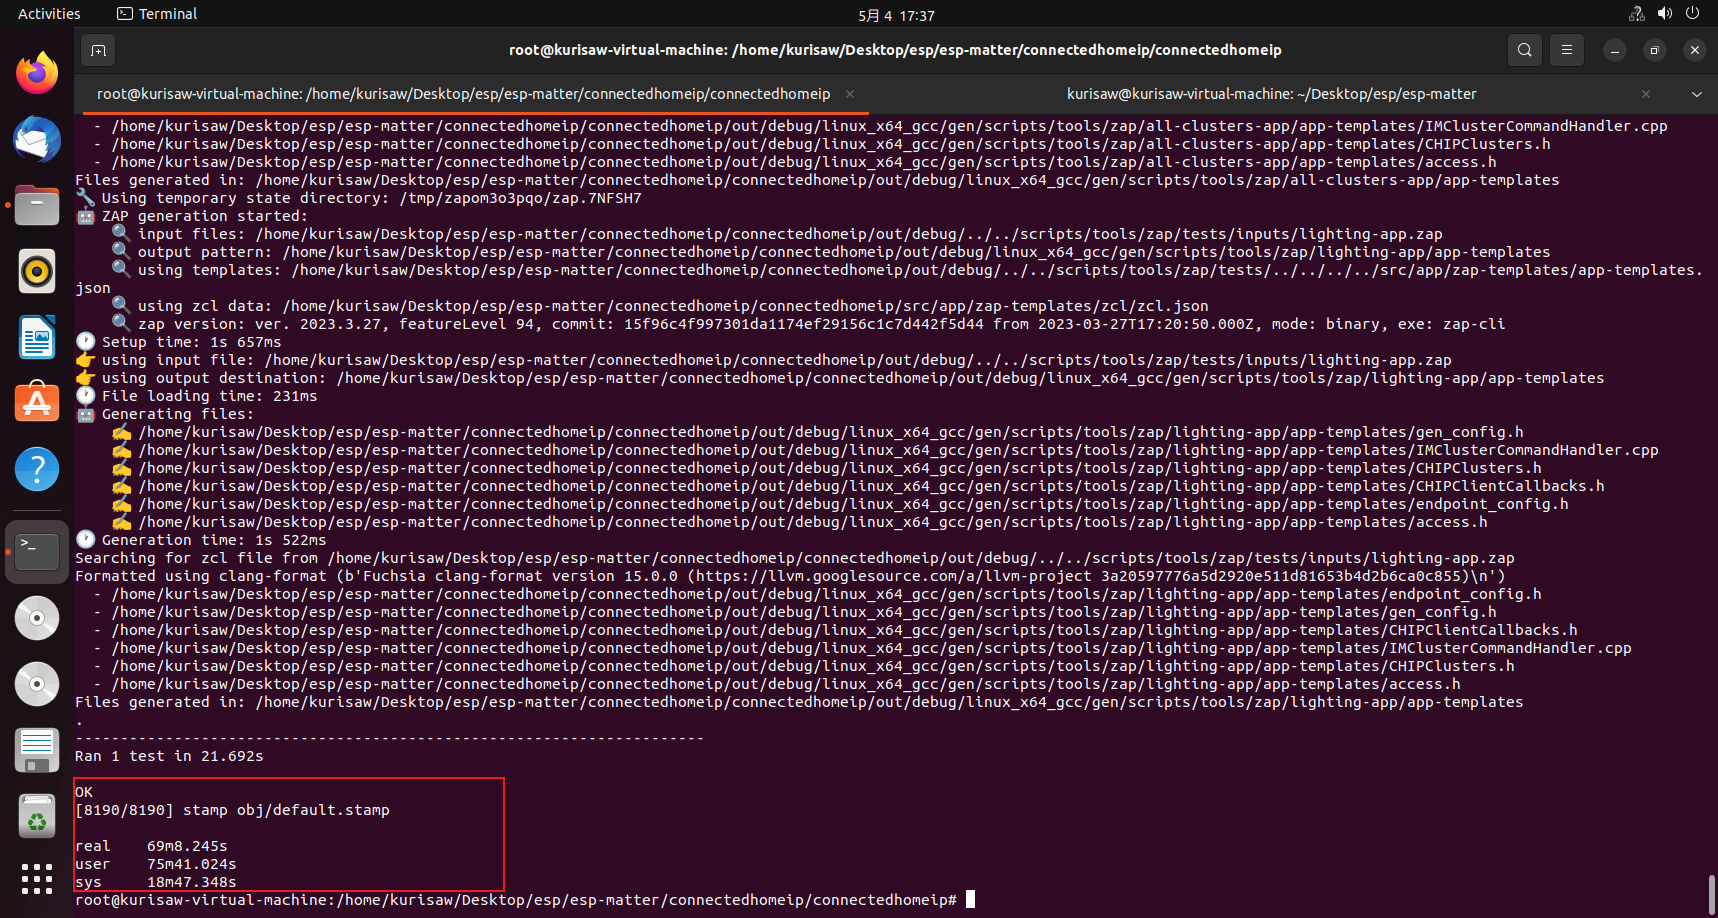 Activities
Terminal
5月 4 17:37
root@kurisaw-virtual-machine: /home/kurisaw/Desktop/esp/esp-matter/connectedhomeip/connectedhomeip
root@kurisaw-virtual-machine: /home/kurisaw/Desktop/esp/esp-matter/connectedhomeip/connectedhomeip
kurisaw@kurisaw-virtual-machine: ~/Desktop/esp/esp-matter
- /home/kurisaw/Desktop/esp/esp-matter/connectedhomeip/connectedhomeip/out/debug/linux_x64_gcc/gen/scripts/tools/zap/all-clusters-app/app-templates/IMClusterCommandHandler.cpp
- /home/kurisaw/Desktop/esp/esp-matter/connectedhomeip/connectedhomeip/out/debug/linux_x64_gcc/gen/scripts/tools/zap/all-clusters-app/app-templates/CHIPClusters.h
- /home/kurisaw/Desktop/esp/esp-matter/connectedhomeip/connectedhomeip/out/debug/linux_x64_gcc/gen/scripts/tools/zap/all-clusters-app/app-templates/access.h
Files generated in: /home/kurisaw/Desktop/esp/esp-matter/connectedhomeip/connectedhomeip/out/debug/linux_x64_gcc/gen/scripts/tools/zap/all-clusters-app/app-templates
🔧 Using temporary state directory: /tmp/zapom3o3pqo/zap.7NFSH7
🤖 ZAP generation started:
🔍 input files: /home/kurisaw/Desktop/esp/esp-matter/connectedhomeip/connectedhomeip/out/debug/../../scripts/tools/zap/tests/inputs/lighting-app.zap
🔍 output pattern: /home/kurisaw/Desktop/esp/esp-matter/connectedhomeip/connectedhomeip/out/debug/linux_x64_gcc/gen/scripts/tools/zap/lighting-app/app-templates
🔍 using templates: /home/kurisaw/Desktop/esp/esp-matter/connectedhomeip/connectedhomeip/out/debug/../../scripts/tools/zap/tests/../../../../src/app/zap-templates/app-templates.
json
🔍 using zcl data: /home/kurisaw/Desktop/esp/esp-matter/connectedhomeip/connectedhomeip/src/app/zap-templates/zcl/zcl.json
🔍 zap version: ver. 2023.3.27, featureLevel 94, commit: 15f96c4f997301da1174ef29156c1c7d442f5d44 from 2023-03-27T17:20:50.000Z, mode: binary, exe: zap-cli
🕐 Setup time: 1s 657ms
👉 using input file: /home/kurisaw/Desktop/esp/esp-matter/connectedhomeip/connectedhomeip/out/debug/../../scripts/tools/zap/tests/inputs/lighting-app.zap
👉 using output destination: /home/kurisaw/Desktop/esp/esp-matter/connectedhomeip/connectedhomeip/out/debug/linux_x64_gcc/gen/scripts/tools/zap/lighting-app/app-templates
🕐 File loading time: 231ms
🤖 Generating files:
✍ /home/kurisaw/Desktop/esp/esp-matter/connectedhomeip/connectedhomeip/out/debug/linux_x64_gcc/gen/scripts/tools/zap/lighting-app/app-templates/gen_config.h
✍ /home/kurisaw/Desktop/esp/esp-matter/connectedhomeip/connectedhomeip/out/debug/linux_x64_gcc/gen/scripts/tools/zap/lighting-app/app-templates/IMClusterCommandHandler.cpp
✍ /home/kurisaw/Desktop/esp/esp-matter/connectedhomeip/connectedhomeip/out/debug/linux_x64_gcc/gen/scripts/tools/zap/lighting-app/app-templates/CHIPClusters.h
✍ /home/kurisaw/Desktop/esp/esp-matter/connectedhomeip/connectedhomeip/out/debug/linux_x64_gcc/gen/scripts/tools/zap/lighting-app/app-templates/CHIPClientCallbacks.h
✍ /home/kurisaw/Desktop/esp/esp-matter/connectedhomeip/connectedhomeip/out/debug/linux_x64_gcc/gen/scripts/tools/zap/lighting-app/app-templates/endpoint_config.h
✍ /home/kurisaw/Desktop/esp/esp-matter/connectedhomeip/connectedhomeip/out/debug/linux_x64_gcc/gen/scripts/tools/zap/lighting-app/app-templates/access.h
🕐 Generation time: 1s 522ms
Searching for zcl file from /home/kurisaw/Desktop/esp/esp-matter/connectedhomeip/connectedhomeip/out/debug/../../scripts/tools/zap/tests/inputs/lighting-app.zap
Formatted using clang-format (b'Fuchsia clang-format version 15.0.0 (https://llvm.googlesource.com/a/llvm-project 3a20597776a5d2920e511d81653b4d2b6ca0c855)\n')
- /home/kurisaw/Desktop/esp/esp-matter/connectedhomeip/connectedhomeip/out/debug/linux_x64_gcc/gen/scripts/tools/zap/lighting-app/app-templates/endpoint_config.h
- /home/kurisaw/Desktop/esp/esp-matter/connectedhomeip/connectedhomeip/out/debug/linux_x64_gcc/gen/scripts/tools/zap/lighting-app/app-templates/gen_config.h
- /home/kurisaw/Desktop/esp/esp-matter/connectedhomeip/connectedhomeip/out/debug/linux_x64_gcc/gen/scripts/tools/zap/lighting-app/app-templates/CHIPClientCallbacks.h
- /home/kurisaw/Desktop/esp/esp-matter/connectedhomeip/connectedhomeip/out/debug/linux_x64_gcc/gen/scripts/tools/zap/lighting-app/app-templates/IMClusterCommandHandler.cpp
- /home/kurisaw/Desktop/esp/esp-matter/connectedhomeip/connectedhomeip/out/debug/linux_x64_gcc/gen/scripts/tools/zap/lighting-app/app-templates/CHIPClusters.h
- /home/kurisaw/Desktop/esp/esp-matter/connectedhomeip/connectedhomeip/out/debug/linux_x64_gcc/gen/scripts/tools/zap/lighting-app/app-templates/access.h
Files generated in: /home/kurisaw/Desktop/esp/esp-matter/connectedhomeip/connectedhomeip/out/debug/linux_x64_gcc/gen/scripts/tools/zap/lighting-app/app-templates
.
----------------------------------------------------------------------
Ran 1 test in 21.692s
OK
[8190/8190] stamp obj/default.stamp
real 69m8.245s
user 75m41.024s
sys 18m47.348s
root@kurisaw-virtual-machine:/home/kurisaw/Desktop/esp/esp-matter/connectedhomeip/connectedhomeip#